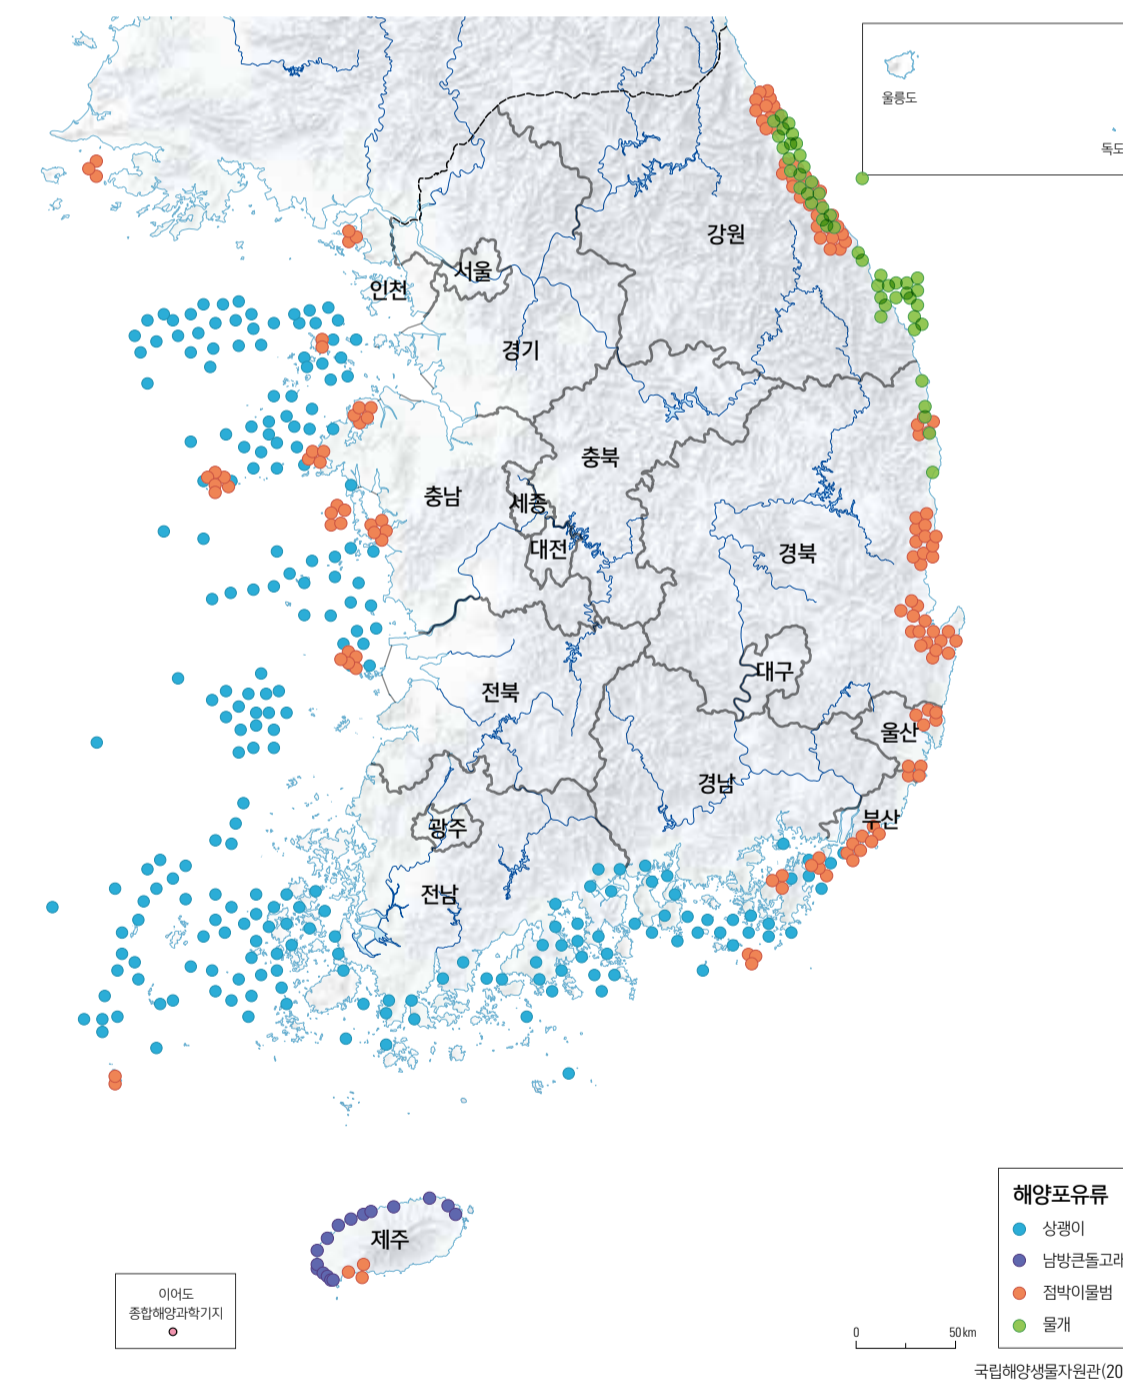 울릉도
독도
강원
서울
인천
경기
충북
충남
세종
대전
경북
대구
전북
울산
경남
부산
광주
전남
제주
해양포유류
상괭이
남방큰돌고래
점박이물범
물개
이어도
종합해양과학기지
0 50km
국립해양생물자원관(20